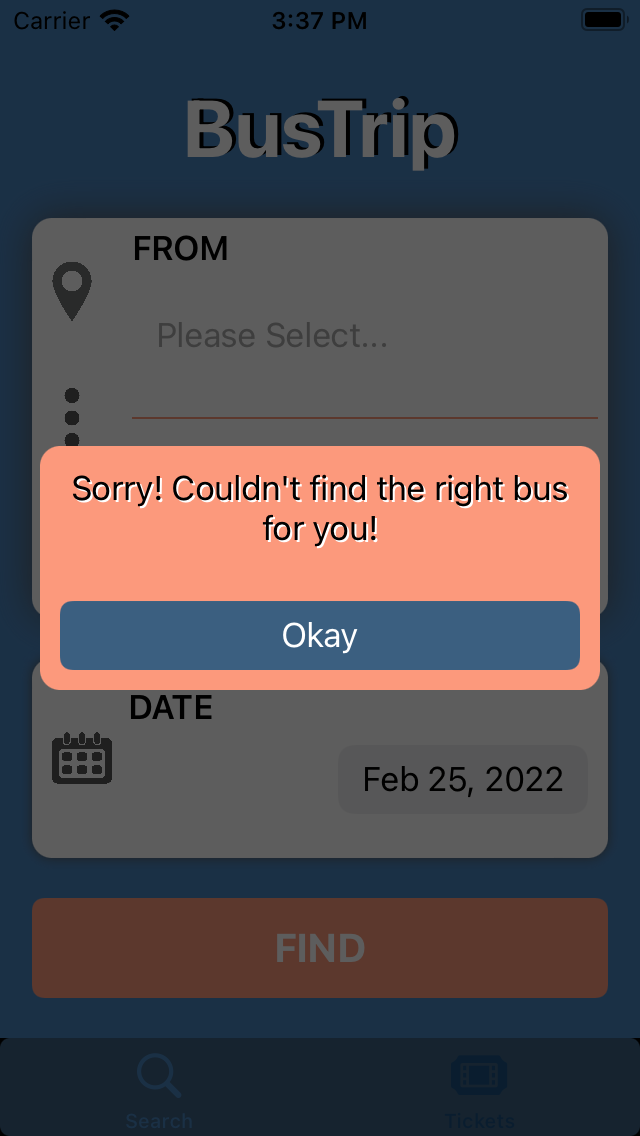 Carrier 3:37 PM
BusTrip
FROM
Please Select...
Sorry! Couldn't find the right bus
for you!
Okay
DATE
Feb 25, 2022
FIND
Search Tickets